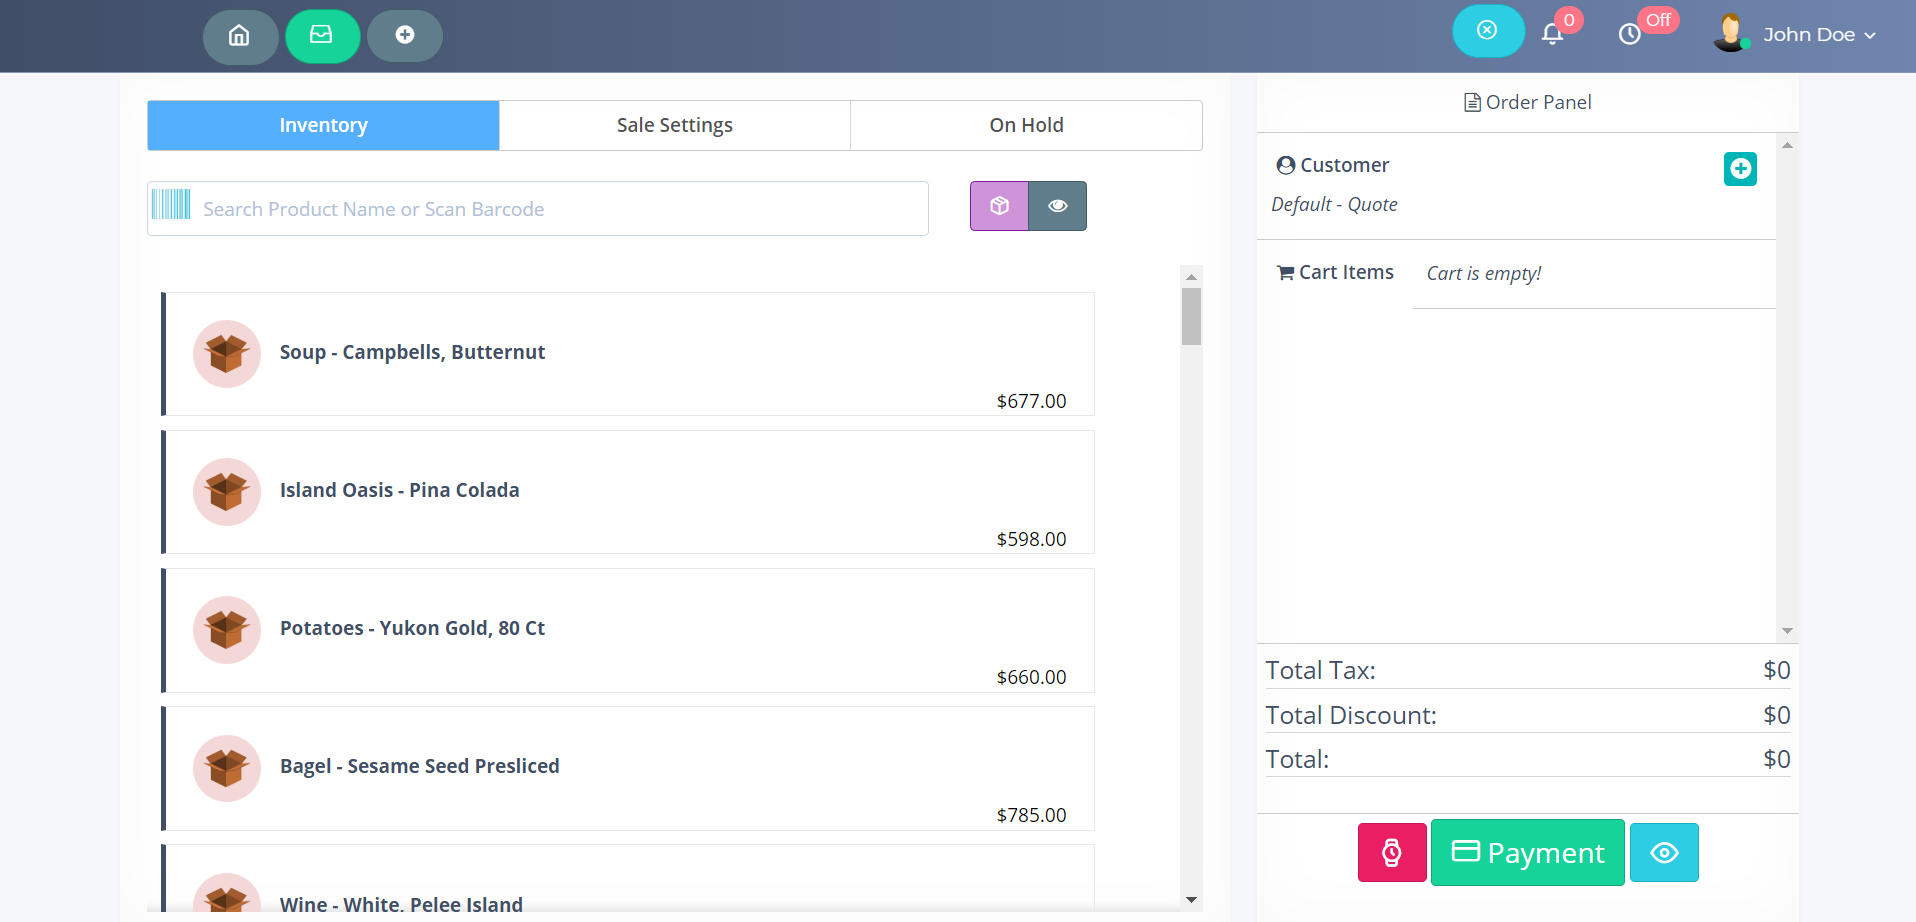 0
Off
John Doe
Inventory
Sale Settings
On Hold
Order Panel
Search Product Name or Scan Barcode
Customer
Default - Quote
Cart Items
Cart is empty!
Soup - Campbells, Butternut
$677.00
Island Oasis - Pina Colada
$598.00
Potatoes - Yukon Gold, 80 Ct
$660.00
Bagel - Sesame Seed Presliced
$785.00
Wine - White, Pelee Island
Total Tax: $0
Total Discount: $0
Total: $0
Payment